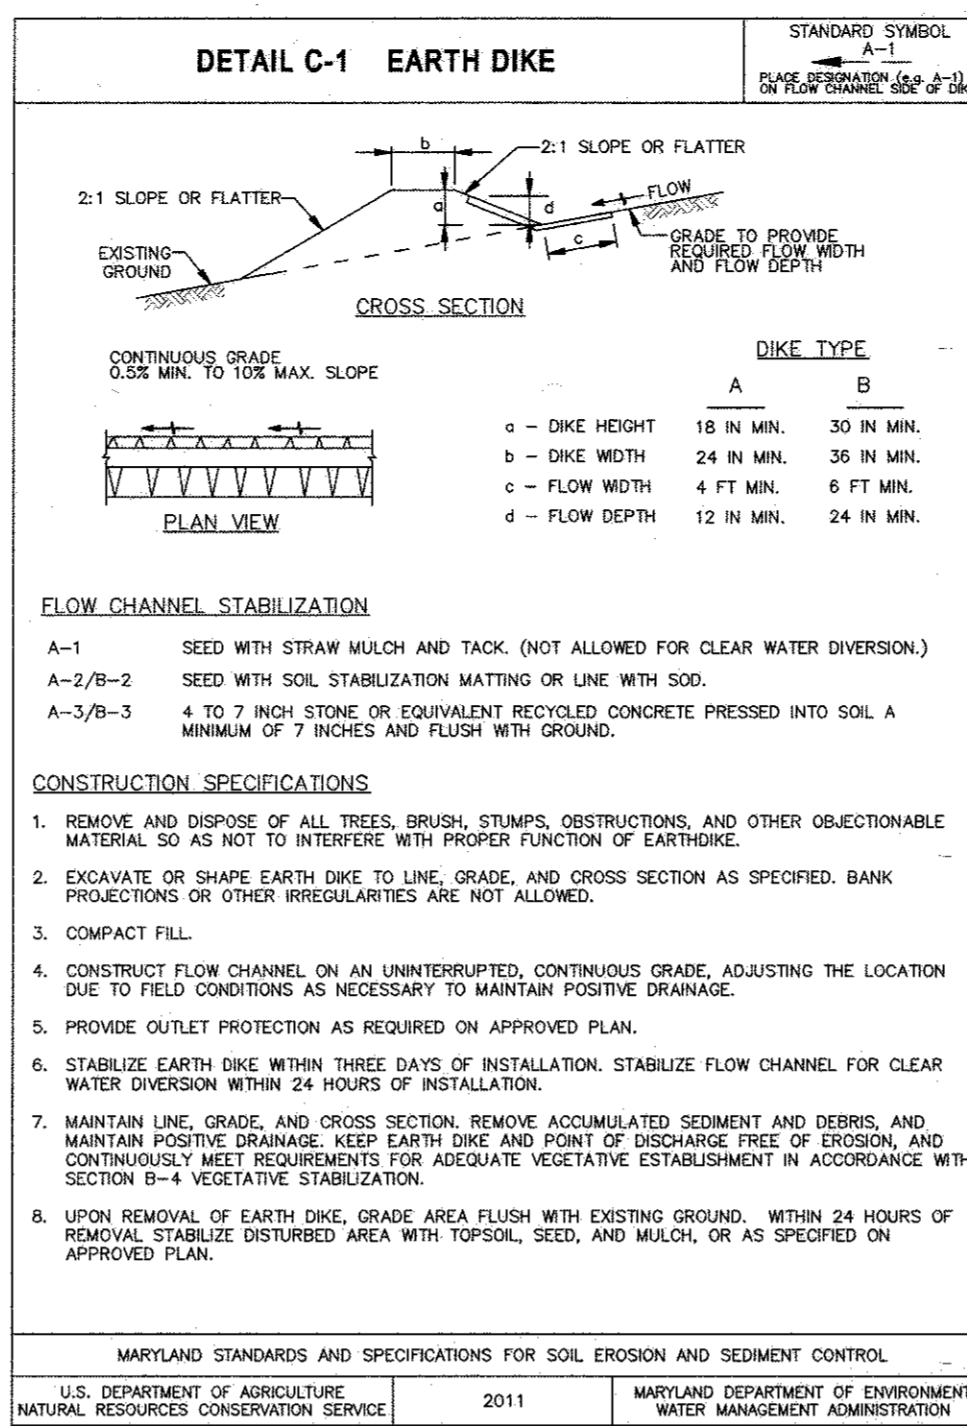 DETAIL C-1 EARTH DIKE
STANDARD SYMBOL
A-1
PLACE DESIGNATION (e.g. A-1)
ON FLOW CHANNEL SIDE OF DIK
b
2:1 SLOPE OR FLATTER
2:1 SLOPE OR FLATTER
a
d
FLOW
c
EXISTING
GROUND
GRADE TO PROVIDE
REQUIRED FLOW WIDTH
AND FLOW DEPTH
CROSS SECTION
CONTINUOUS GRADE
0.5% MIN. TO 10% MAX. SLOPE
PLAN VIEW
DIKE TYPE
A B
a - DIKE HEIGHT 18 IN MIN. 30 IN MIN.
b - DIKE WIDTH 24 IN MIN. 36 IN MIN.
c - FLOW WIDTH 4 FT MIN. 6 FT MIN.
d - FLOW DEPTH 12 IN MIN. 24 IN MIN.
FLOW CHANNEL STABILIZATION
A-1 SEED WITH STRAW MULCH AND TACK. (NOT ALLOWED FOR CLEAR WATER DIVERSION.)
A-2/B-2 SEED WITH SOIL STABILIZATION MATTING OR LINE WITH SOD.
A-3/B-3 4 TO 7 INCH STONE OR EQUIVALENT RECYCLED CONCRETE PRESSED INTO SOIL A
MINIMUM OF 7 INCHES AND FLUSH WITH GROUND.
CONSTRUCTION SPECIFICATIONS
1. REMOVE AND DISPOSE OF ALL TREES, BRUSH, STUMPS, OBSTRUCTIONS, AND OTHER OBJECTIONABLE
MATERIAL SO AS NOT TO INTERFERE WITH PROPER FUNCTION OF EARTHDIKE.
2. EXCAVATE OR SHAPE EARTH DIKE TO LINE, GRADE, AND CROSS SECTION AS SPECIFIED. BANK
PROJECTIONS OR OTHER IRREGULARITIES ARE NOT ALLOWED.
3. COMPACT FILL.
4. CONSTRUCT FLOW CHANNEL ON AN UNINTERRUPTED, CONTINUOUS GRADE, ADJUSTING THE LOCATION
DUE TO FIELD CONDITIONS AS NECESSARY TO MAINTAIN POSITIVE DRAINAGE.
5. PROVIDE OUTLET PROTECTION AS REQUIRED ON APPROVED PLAN.
6. STABILIZE EARTH DIKE WITHIN THREE DAYS OF INSTALLATION. STABILIZE FLOW CHANNEL FOR CLEAR
WATER DIVERSION WITHIN 24 HOURS OF INSTALLATION.
7. MAINTAIN LINE, GRADE, AND CROSS SECTION. REMOVE ACCUMULATED SEDIMENT AND DEBRIS, AND
MAINTAIN POSITIVE DRAINAGE. KEEP EARTH DIKE AND POINT OF DISCHARGE FREE OF EROSION, AND
CONTINUOUSLY MEET REQUIREMENTS FOR ADEQUATE VEGETATIVE ESTABLISHMENT IN ACCORDANCE WITH
SECTION B-4 VEGETATIVE STABILIZATION.
8. UPON REMOVAL OF EARTH DIKE, GRADE AREA FLUSH WITH EXISTING GROUND. WITHIN 24 HOURS OF
REMOVAL STABILIZE DISTURBED AREA WITH TOPSOIL, SEED, AND MULCH, OR AS SPECIFIED ON
APPROVED PLAN.
MARYLAND STANDARDS AND SPECIFICATIONS FOR SOIL EROSION AND SEDIMENT CONTROL
U.S. DEPARTMENT OF AGRICULTURE
NATURAL RESOURCES CONSERVATION SERVICE
2011
MARYLAND DEPARTMENT OF ENVIRONMENT
WATER MANAGEMENT ADMINISTRATION